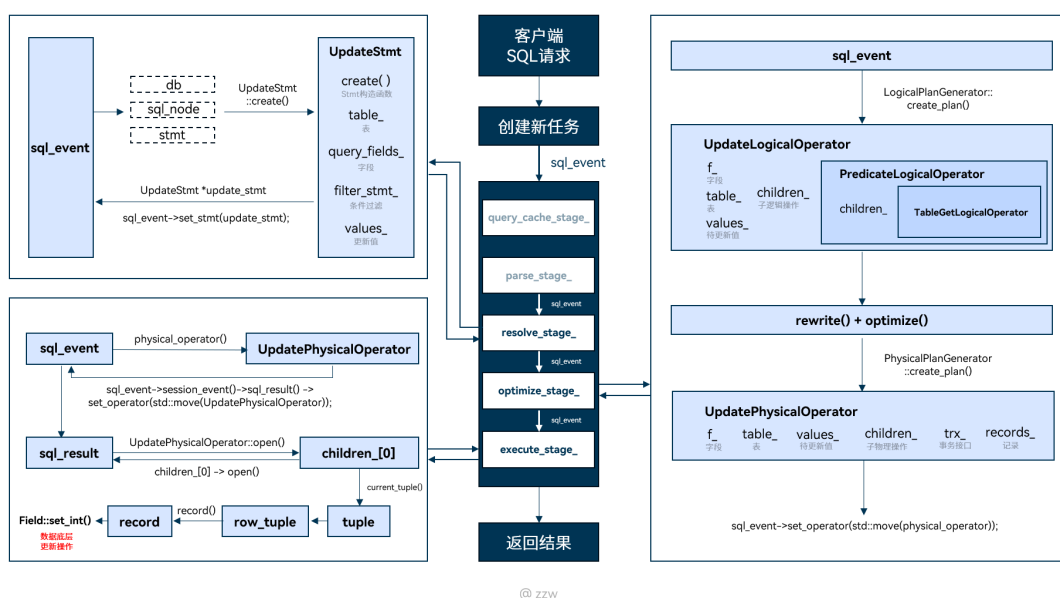 sql_event
db
sql_node
stmt
UpdateStmt
::create()
UpdateStmt *update_stmt
sql_event->set_stmt(update_stmt);
UpdateStmt
create( )
Stmt构造函数
table_
表
query_fields_
字段
filter_stmt_
条件过滤
values_
更新值
sql_event
physical_operator()
UpdatePhysicalOperator
sql_event->session_event()->sql_result() ->
set_operator(std::move(UpdatePhysicalOperator));
sql_result
UpdatePhysicalOperator::open()
children_[0] -> open()
children_[0]
current_tuple()
tuple
row_tuple
record()
record
Field::set_int()
数据底层
更新操作
客户端
SQL请求
创建新任务
sql_event
query_cache_stage_
parse_stage_
sql_event
resolve_stage_
sql_event
optimize_stage_
sql_event
execute_stage_
返回结果
sql_event
LogicalPlanGenerator::
create_plan()
UpdateLogicalOperator
f_
字段
table_
表
values_
待更新值
children_
子逻辑操作
PredicateLogicalOperator
children_
TableGetLogicalOperator
rewrite() + optimize()
PhysicalPlanGenerator
::create_plan()
UpdatePhysicalOperator
f_ table_ values_ children_ trx_ records_
字段 表 待更新值 子物理操作 事务接口 记录
sql_event->set_operator(std::move(physical_operator));
@ zzw